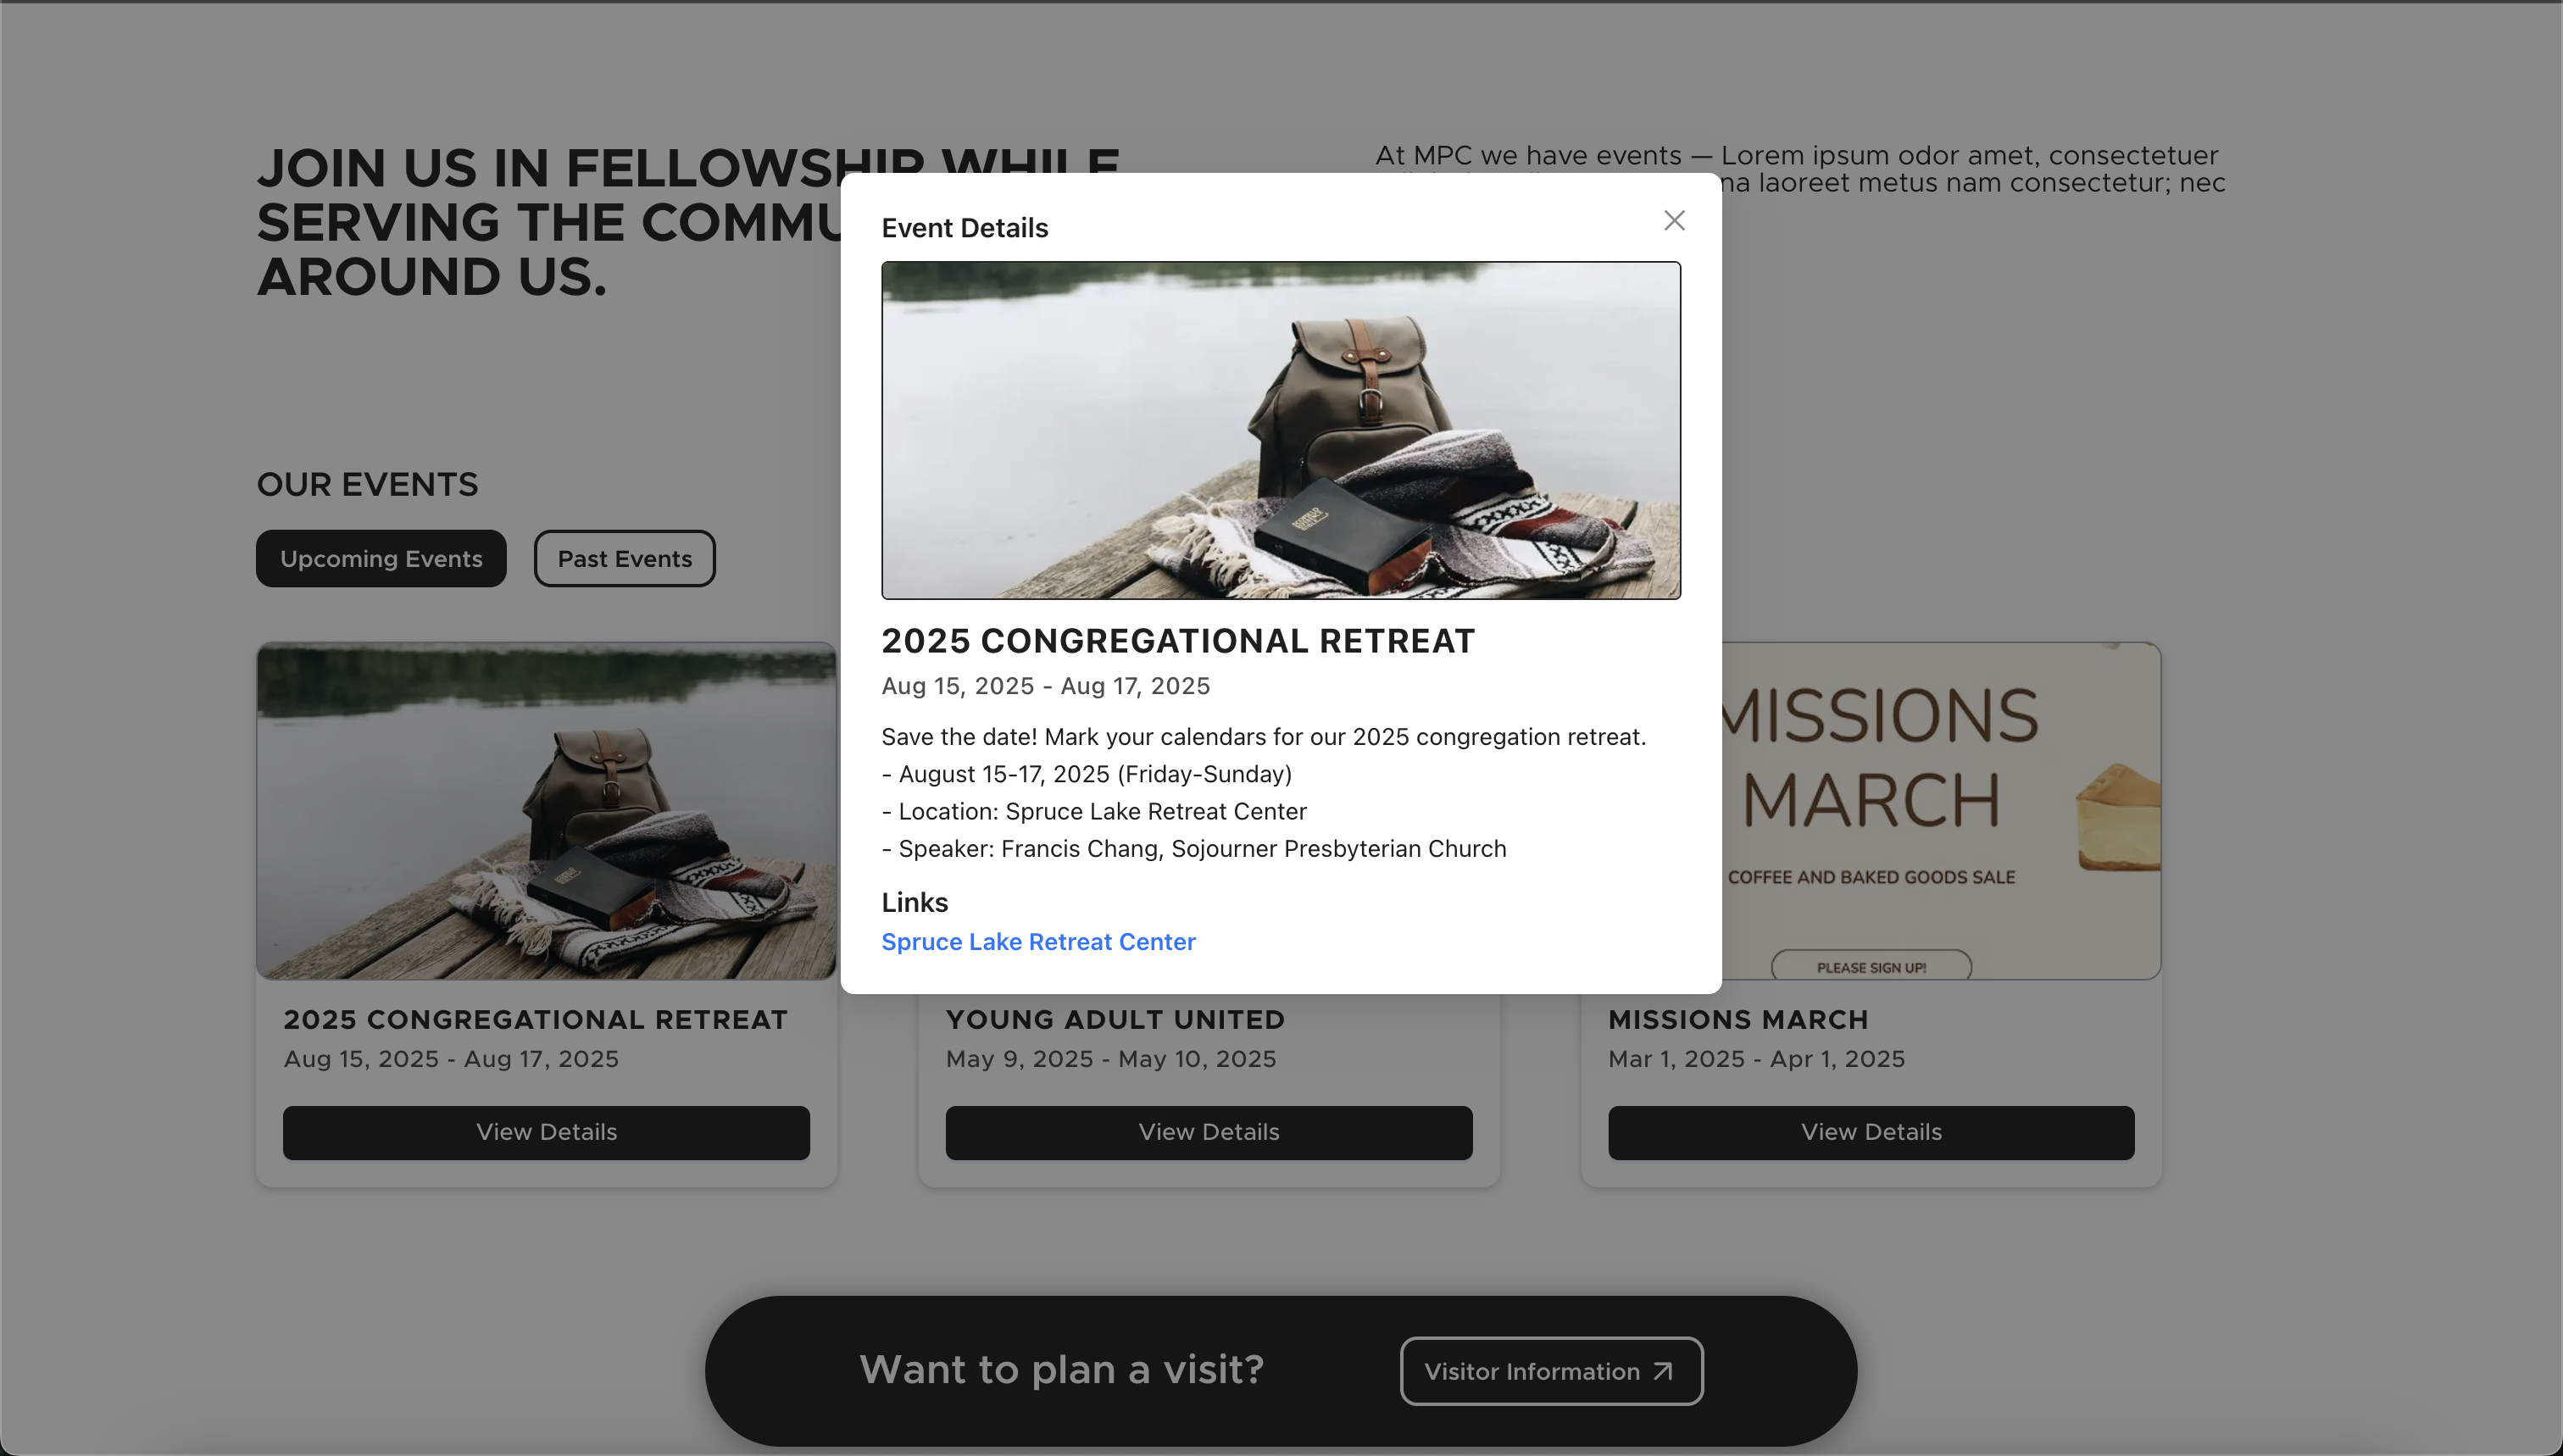 JOIN US IN FELLOWSHIP WHILE
SERVING THE COMMU
AROUND US.
At MPC we have events — Lorem ipsum odor amet, consectetuer
na laoreet metus nam consectetur; nec
OUR EVENTS
Upcoming Events
Past Events
Event Details
2025 CONGREGATIONAL RETREAT
Aug 15, 2025 - Aug 17, 2025
Save the date! Mark your calendars for our 2025 congregation retreat.
- August 15-17, 2025 (Friday-Sunday)
- Location: Spruce Lake Retreat Center
- Speaker: Francis Chang, Sojourner Presbyterian Church
Links
Spruce Lake Retreat Center
MISSIONS
MARCH
COFFEE AND BAKED GOODS SALE
PLEASE SIGN UP!
2025 CONGREGATIONAL RETREAT
Aug 15, 2025 - Aug 17, 2025
View Details
YOUNG ADULT UNITED
May 9, 2025 - May 10, 2025
View Details
MISSIONS MARCH
Mar 1, 2025 - Apr 1, 2025
View Details
Want to plan a visit?
Visitor Information